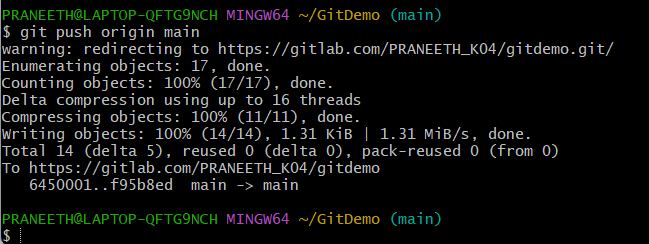 PRANEETH@LAPTOP-QFTG9NCH MINGW64 ~/GitDemo (main)
$ git push origin main
warning: redirecting to https://gitlab.com/PRANEETH_K04/gitdemo.git/
Enumerating objects: 17, done.
Counting objects: 100% (17/17), done.
Delta compression using up to 16 threads
Compressing objects: 100% (11/11), done.
Writing objects: 100% (14/14), 1.31 KiB | 1.31 MiB/s, done.
Total 14 (delta 5), reused 0 (delta 0), pack-reused 0 (from 0)
To https://gitlab.com/PRANEETH_K04/gitdemo
   6450001..f95b8ed  main -> main
PRANEETH@LAPTOP-QFTG9NCH MINGW64 ~/GitDemo (main)
$